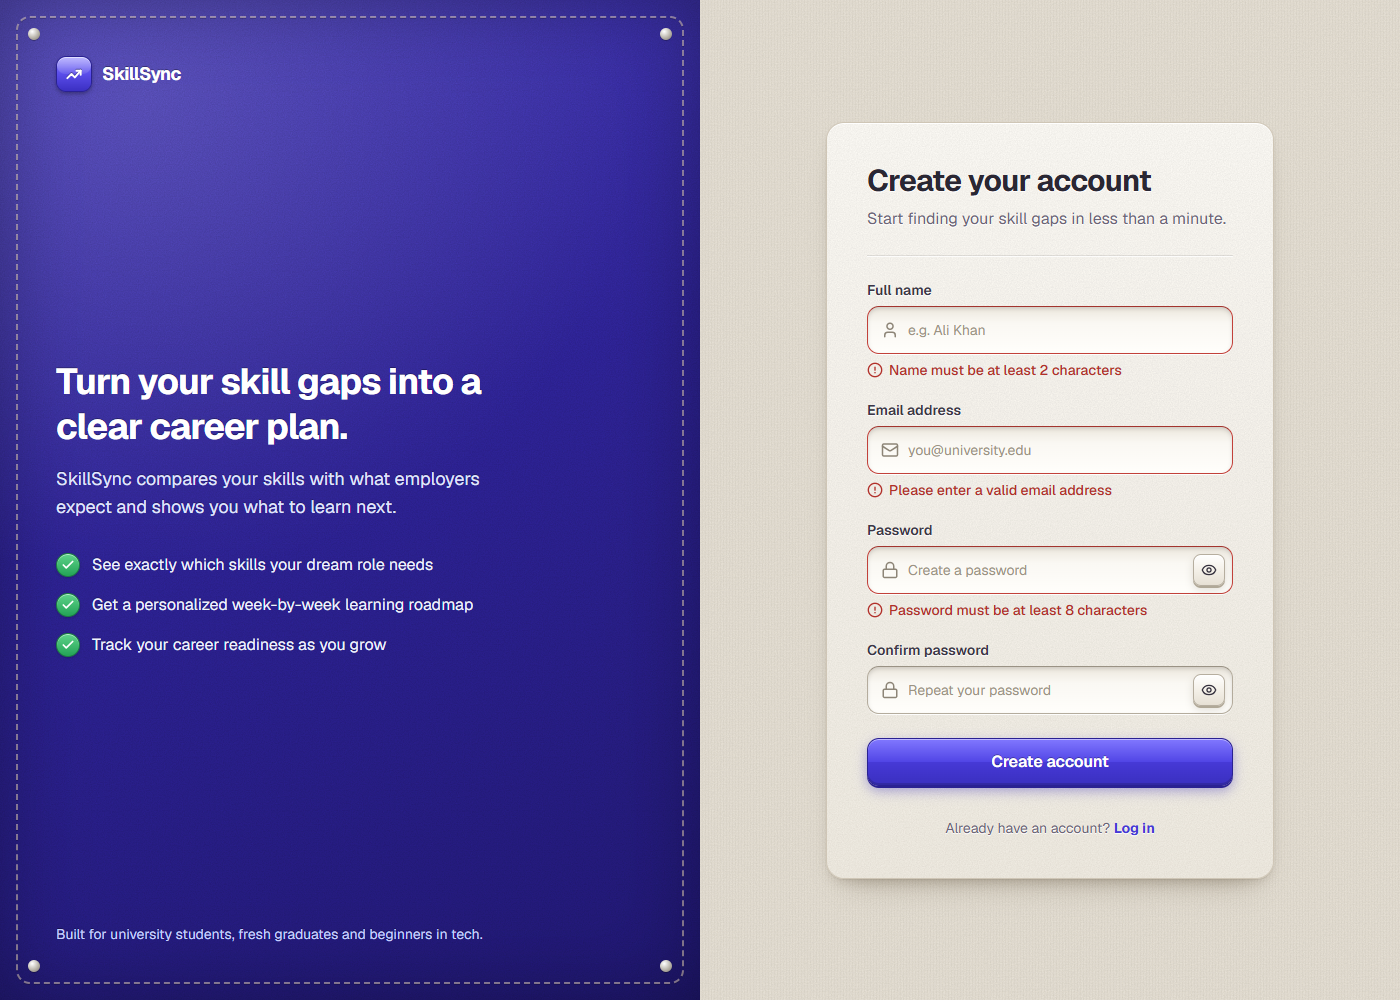 SkillSync
Turn your skill gaps into a
clear career plan.
SkillSync compares your skills with what employers
expect and shows you what to learn next.
See exactly which skills your dream role needs
Get a personalized week-by-week learning roadmap
Track your career readiness as you grow
Built for university students, fresh graduates and beginners in tech.
Create your account
Start finding your skill gaps in less than a minute.
Full name
e.g. Ali Khan
Name must be at least 2 characters
Email address
you@university.edu
Please enter a valid email address
Password
Create a password
Password must be at least 8 characters
Confirm password
Repeat your password
Create account
Already have an account? Log in